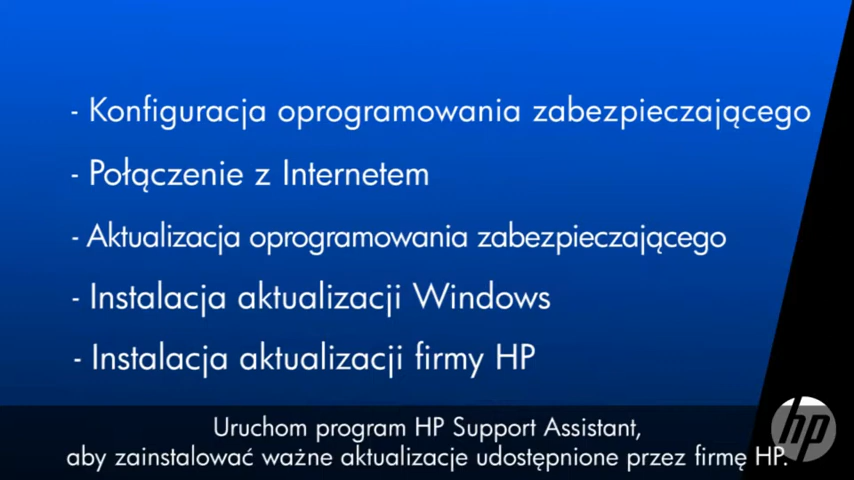 - Konfiguracja oprogramowania zabezpieczającego
- Połączenie z Internetem
- Aktualizacja oprogramowania zabezpieczającego
- Instalacja aktualizacji Windows
- Instalacja aktualizacji firmy HP
Uruchom program HP Support Assistant,
aby zainstalować ważne aktualizacje udostępnione przez firmę HP.
hp